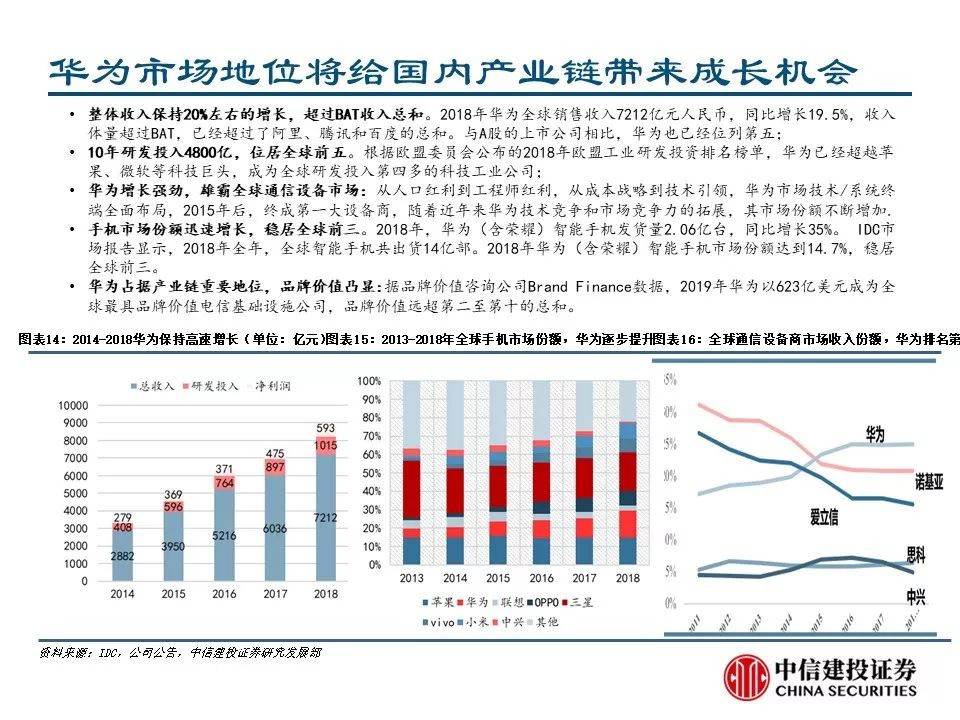 华为市场地位将给国内产业链带来成长机会
• 整体收入保持20%左右的增长，超过BAT收入总和。2018年华为全球销售收入7212亿元人民币，同比增长19.5%，收入
体量超过BAT，已经超过了阿里、腾讯和百度的总和。与A股的上市公司相比，华为也已经位列第五；
• 10年研发投入4800亿，位居全球前五。根据欧盟委员会公布的2018年欧盟工业研发投资排名榜单，华为已经超越苹
果、微软等科技巨头，成为全球研发投入第四多的科技工业公司；
• 华为增长强劲，雄霸全球通信设备市场：从人口红利到工程师红利，从成本战略到技术引领，华为市场技术/系统终
端全面布局，2015年后，终成第一大设备商，随着近年来华为技术竞争和市场竞争力的拓展，其市场份额不断增加.
• 手机市场份额迅速增长，稳居全球前三。2018年，华为（含荣耀）智能手机发货量2.06亿台，同比增长35%。 IDC市
场报告显示，2018年全年，全球智能手机共出货14亿部。2018年华为（含荣耀）智能手机市场份额达到14.7%，稳居
全球前三。
• 华为占据产业链重要地位，品牌价值凸显:据品牌价值咨询公司Brand Finance数据，2019年华为以623亿美元成为全
球最具品牌价值电信基础设施公司，品牌价值远超第二至第十的总和。
图表14：2014-2018华为保持高速增长（单位：亿元)
图表15：2013-2018年全球手机市场份额，华为逐步提升
图表16：全球通信设备商市场收入份额，华为排名第
总收入 研发投入 净利润
10000
9000
8000
7000
6000
5000
4000
3000
2000
1000
0
279
408
2882
369
596
3950
371
764
5216
475
897
6036
593
1015
7212
2014 2015 2016 2017 2018
100%
90%
80%
70%
60%
50%
40%
30%
20%
10%
0%
2013 2014 2015 2016 2017 2018
苹果 华为 联想 OPPO 三星
vivo 小米 中兴 其他
华为
诺基亚
爱立信
思科
中兴
2011 2012 2013 2014 2015 2016 2017 201…
资料来源：IDC，公司公告，中信建投证券研究发展部
中信建投证券
CHINA SECURITIES